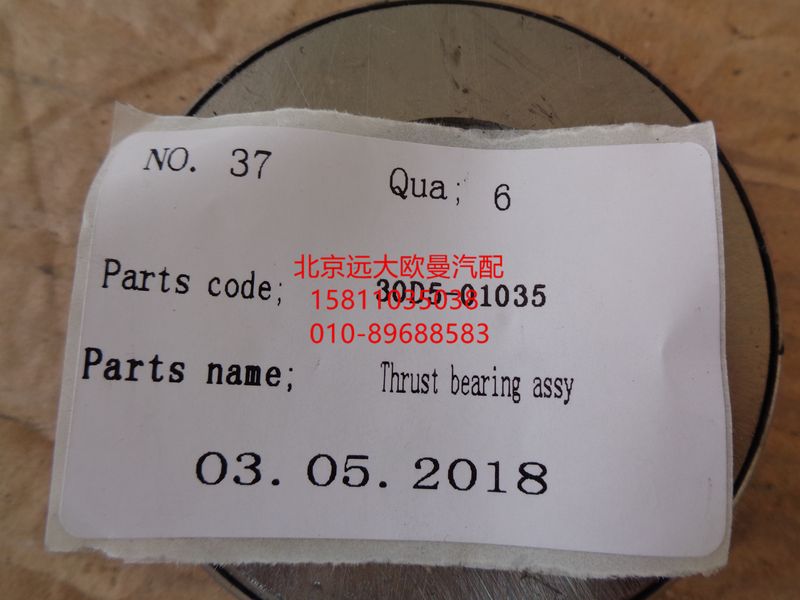 NO. 37
Qua; 6
北京远大欧曼汽配
Parts code; 30D5-01035
15811035038
010-89688583
Parts name; Thrust bearing assy
03. 05. 2018